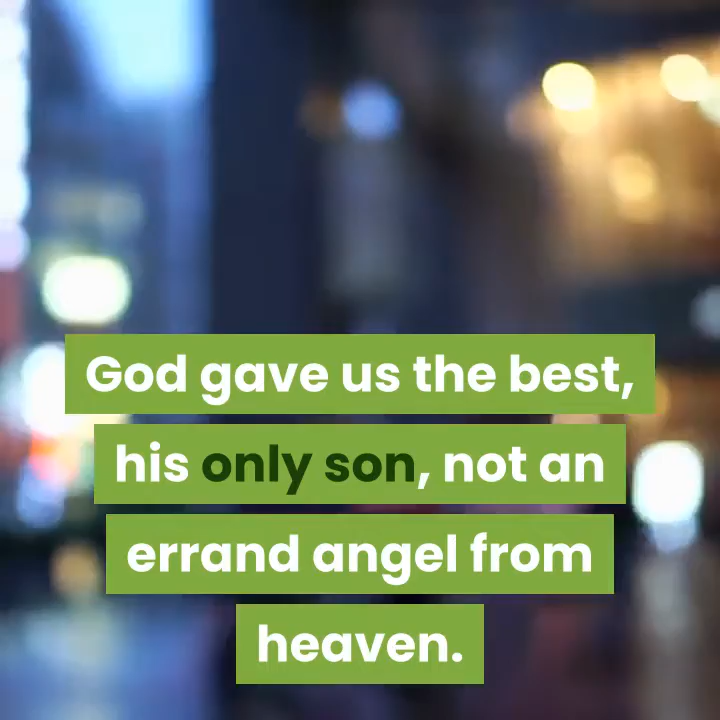 God gave us the best,
his only son, not an
errand angel from
heaven.